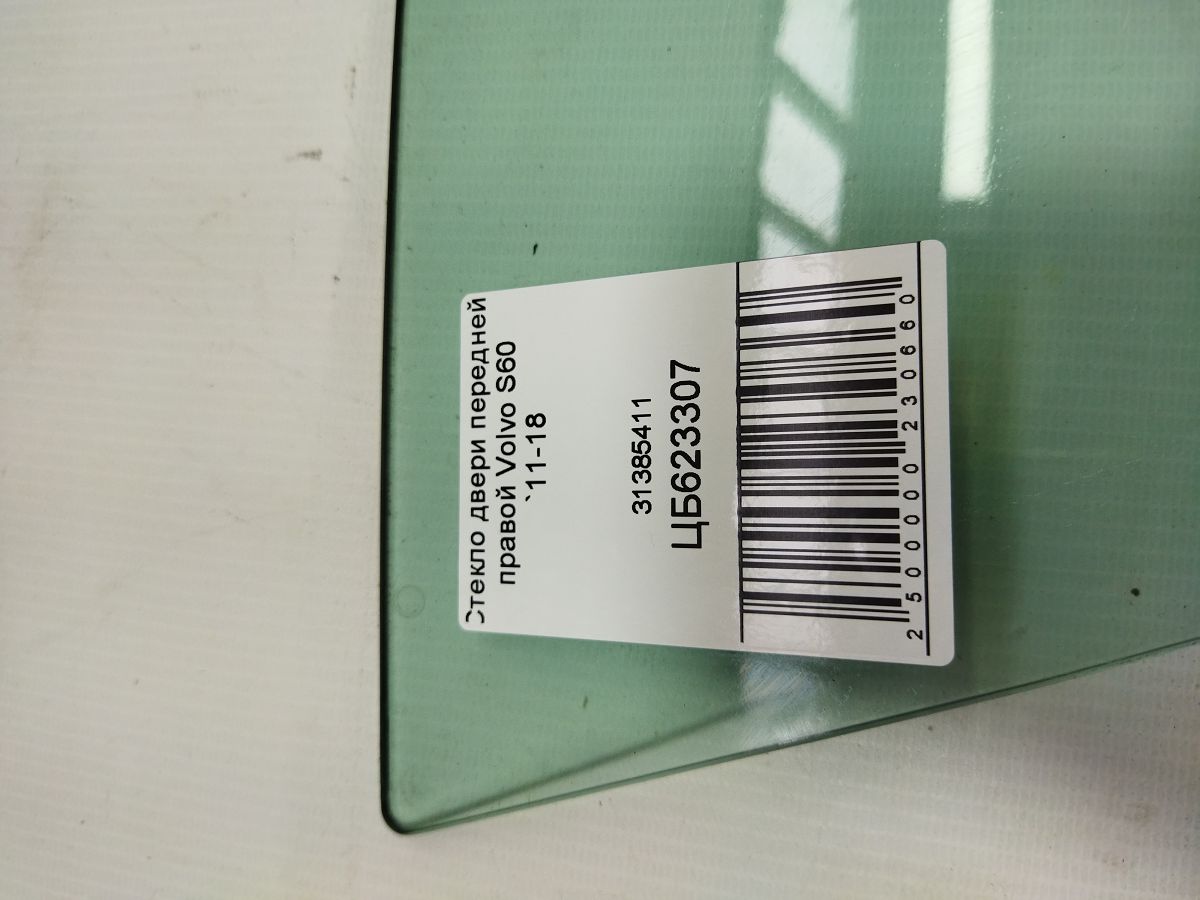 Стекло двери передней
правой Volvo S60
`11-18
31385411
ЦБ623307
2500000230660